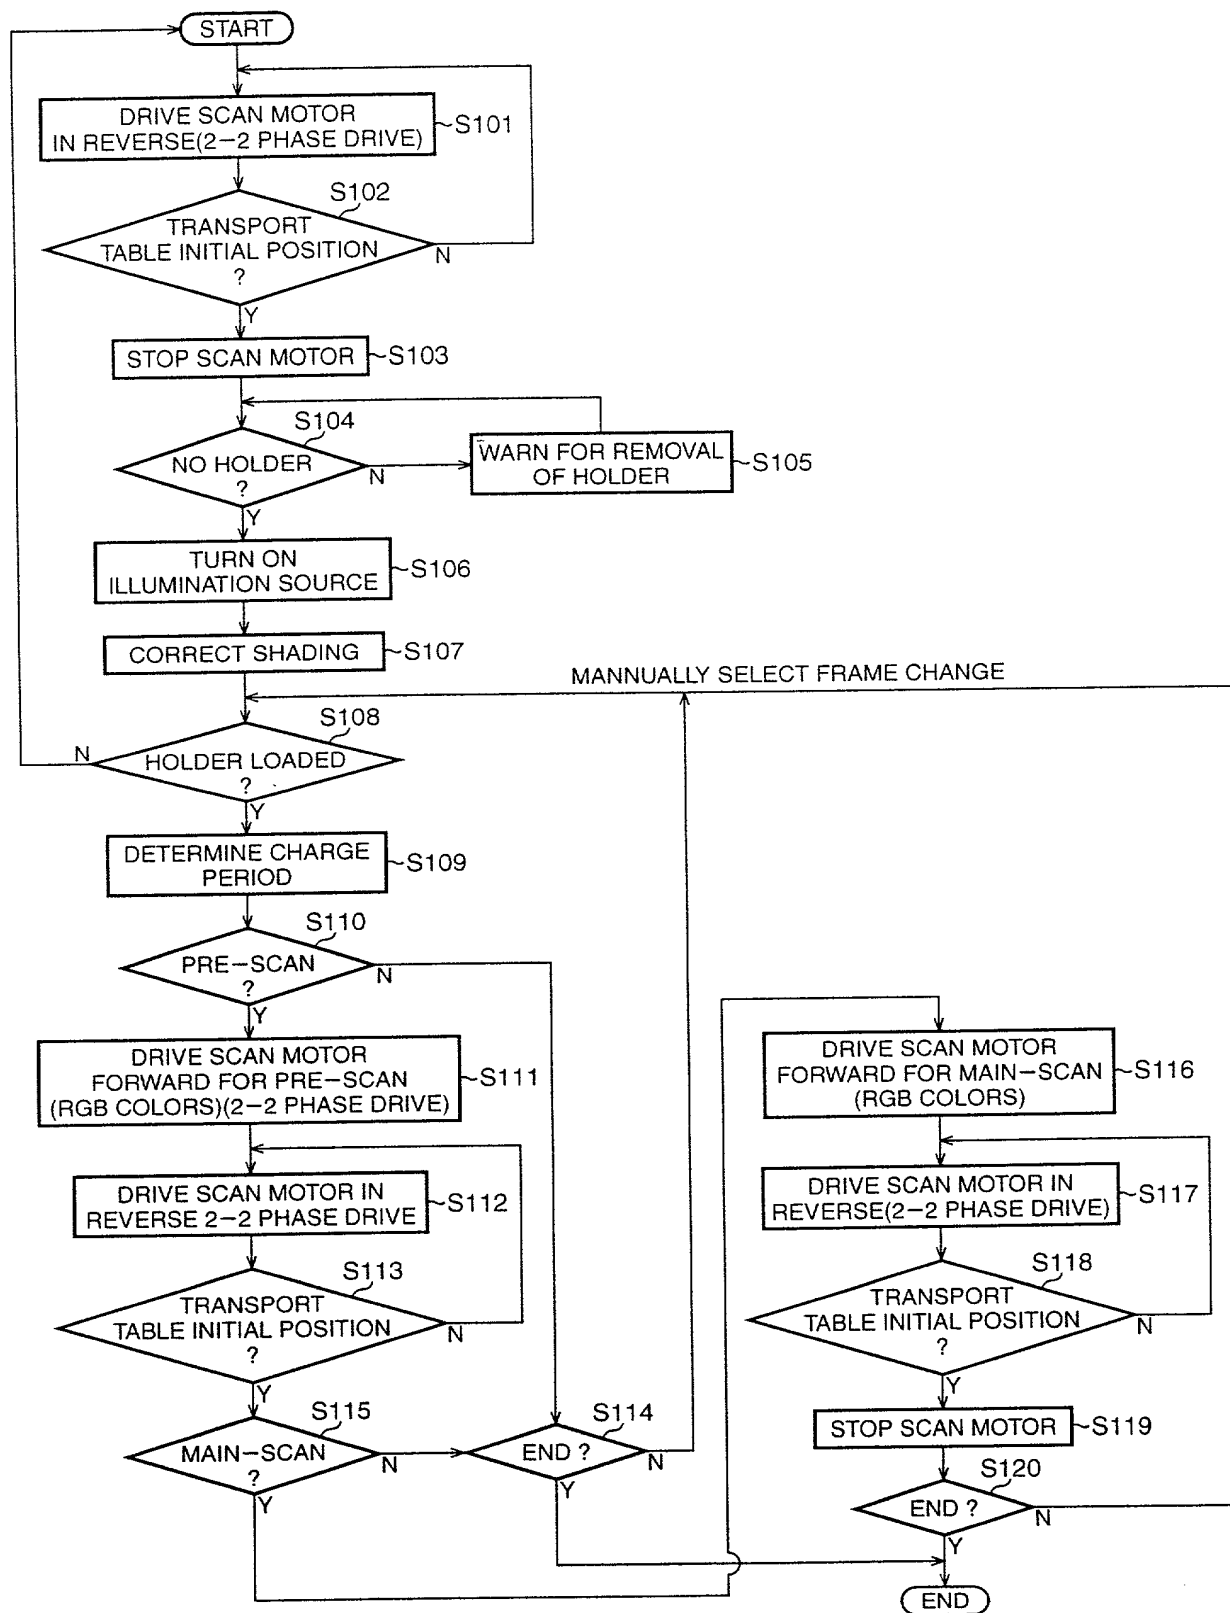 START
DRIVE SCAN MOTOR
IN REVERSE(2-2 PHASE DRIVE)
S101
S102
TRANSPORT
TABLE INITIAL POSITION
?
N
Y
STOP SCAN MOTOR
S103
S104
NO HOLDER
?
N
Y
WARN FOR REMOVAL
OF HOLDER
S105
TURN ON
ILLUMINATION SOURCE
S106
CORRECT SHADING
S107
MANNUALLY SELECT FRAME CHANGE
S108
N
HOLDER LOADED
?
Y
DETERMINE CHARGE
PERIOD
S109
S110
PRE-SCAN
?
N
Y
DRIVE SCAN MOTOR
FORWARD FOR PRE-SCAN
(RGB COLORS)(2-2 PHASE DRIVE)
S111
DRIVE SCAN MOTOR IN
REVERSE 2-2 PHASE DRIVE
S112
S113
TRANSPORT
TABLE INITIAL POSITION
?
N
Y
S115
MAIN-SCAN
?
N
Y
S114
END ?
N
Y
DRIVE SCAN MOTOR
FORWARD FOR MAIN-SCAN
(RGB COLORS)
S116
DRIVE SCAN MOTOR IN
REVERSE(2-2 PHASE DRIVE)
S117
S118
TRANSPORT
TABLE INITIAL POSITION
?
N
Y
STOP SCAN MOTOR
S119
S120
END ?
N
Y
END